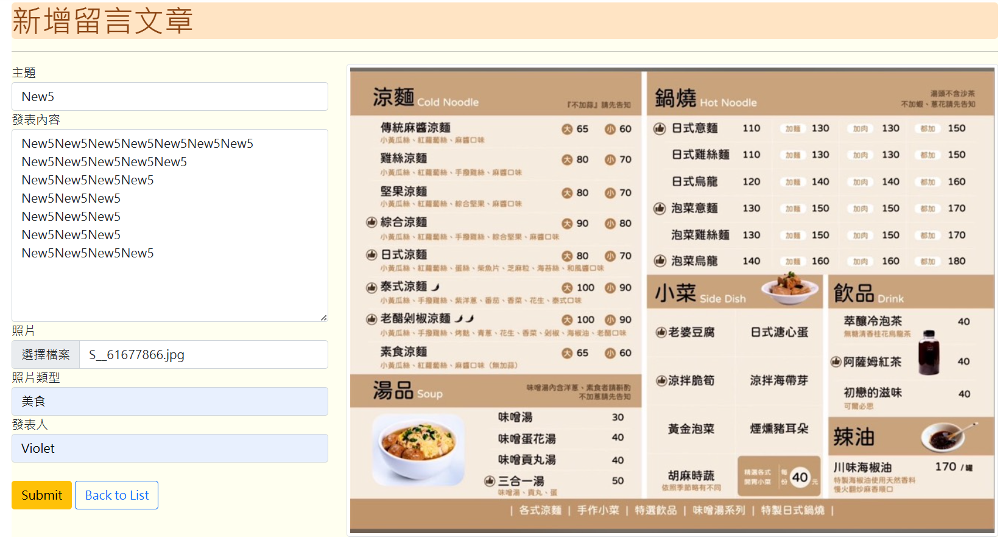 新增留言文章
主題
New5
發表內容
New5New5New5New5New5New5New5
New5New5New5New5New5
New5New5New5New5
New5New5New5
New5New5New5
New5New5New5
New5New5New5New5
照片
選擇檔案 S__61677866.jpg
照片類型
美食
發表人
Violet
Submit Back to List
涼麵 Cold Noodle 『不加蒜』請先告知
傳統麻醬涼麵 大 65 小 60
小黃瓜絲、紅蘿蔔絲、麻醬口味
雞絲涼麵 大 80 小 70
小黃瓜絲、紅蘿蔔絲、手撥雞絲、麻醬口味
堅果涼麵 大 80 小 70
小黃瓜絲、紅蘿蔔絲、綜合堅果、麻醬口味
綜合涼麵 大 90 小 80
小黃瓜絲、紅蘿蔔絲、手撥雞絲、綜合堅果、麻醬口味
日式涼麵 大 80 小 70
小黃瓜絲、紅蘿蔔絲、蛋絲、柴魚片、芝麻粒、海苔絲、和風醬口味
泰式涼麵 大 100 小 90
小黃瓜絲、手撥雞絲、紫洋蔥、番茄、香菜、花生、泰式口味
老醋剁椒涼麵 大 100 小 90
小黃瓜絲、手撥雞絲、烤麩、青蔥、花生、香菜、剁椒、海椒油、老醋口味
素食涼麵 大 65 小 60
小黃瓜絲、紅蘿蔔絲、麻醬口味（無加蒜）
湯品 Soup
味噌湯內含洋蔥、素食者請斟酌
不加蔥請先告知
味噌湯 30
味噌蛋花湯 40
味噌貢丸湯 40
三合一湯 50
味噌湯、貢丸、蛋
鍋燒 Hot Noodle
湯頭不含沙茶
不加蝦、蔥花請先告知
日式意麵 110 加麵 130 加肉 130 都加 150
日式雞絲麵 110 加麵 130 加肉 130 都加 150
日式烏龍 120 加麵 140 加肉 140 都加 160
泡菜意麵 130 加麵 150 加肉 150 都加 170
泡菜雞絲麵 130 加麵 150 加肉 150 都加 170
泡菜烏龍 140 加麵 160 加肉 160 都加 180
小菜 Side Dish
老婆豆腐 日式溏心蛋
涼拌脆筍 涼拌海帶芽
黃金泡菜 煙燻豬耳朵
胡麻時蔬
依照季節略有不同
精選各式
開胃小菜
每份 40 元
飲品 Drink
萃釀冷泡茶 40
無糖清香桂花烏龍茶
阿薩姆紅茶 40
初戀的滋味 40
可爾必思
辣油
川味海椒油 170 /罐
特製海椒油使用天然香料
慢火翻炒麻香順口
| 各式涼麵 | 手作小菜 | 特選飲品 | 味噌湯系列 | 特製日式鍋燒 |